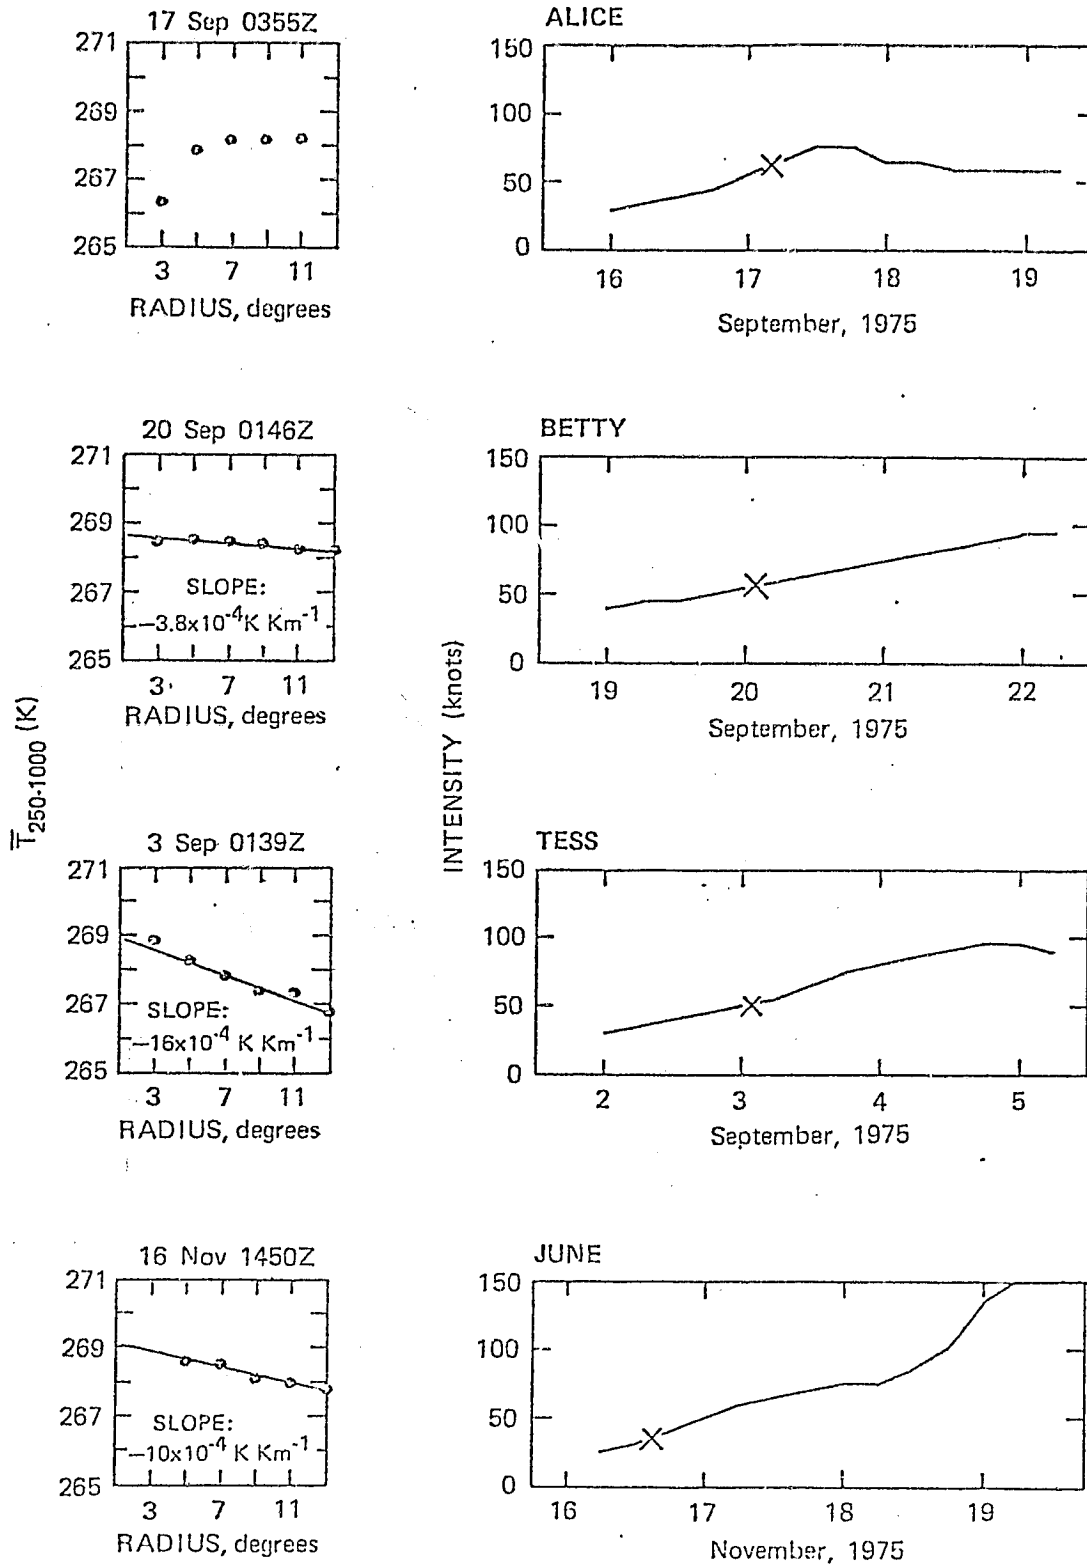 17 Sep 0355Z
271
269
267
265
3 7 11
RADIUS, degrees
ALICE
150
100
50
0
16 17 18 19
September, 1975
20 Sep 0146Z
271
269
267
265
SLOPE:
−3.8x10⁻⁴K Km⁻¹
3 7 11
RADIUS, degrees
BETTY
150
100
50
0
19 20 21 22
September, 1975
T̄250-1000 (K)
INTENSITY (knots)
3 Sep 0139Z
271
269
267
265
SLOPE:
−16x10⁻⁴ K Km⁻¹
3 7 11
RADIUS, degrees
TESS
150
100
50
0
2 3 4 5
September, 1975
16 Nov 1450Z
271
269
267
265
SLOPE:
−10x10⁻⁴ K Km⁻¹
3 7 11
RADIUS, degrees
JUNE
150
100
50
0
16 17 18 19
November, 1975